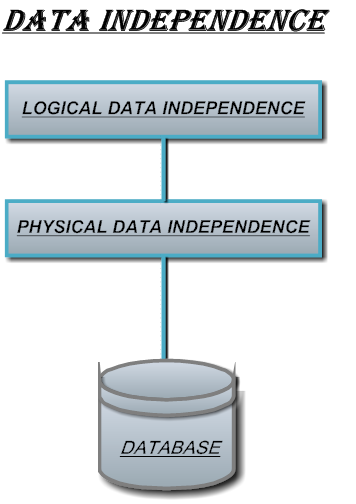 DATA INDEPENDENCE
LOGICAL DATA INDEPENDENCE
PHYSICAL DATA INDEPENDENCE
DATABASE